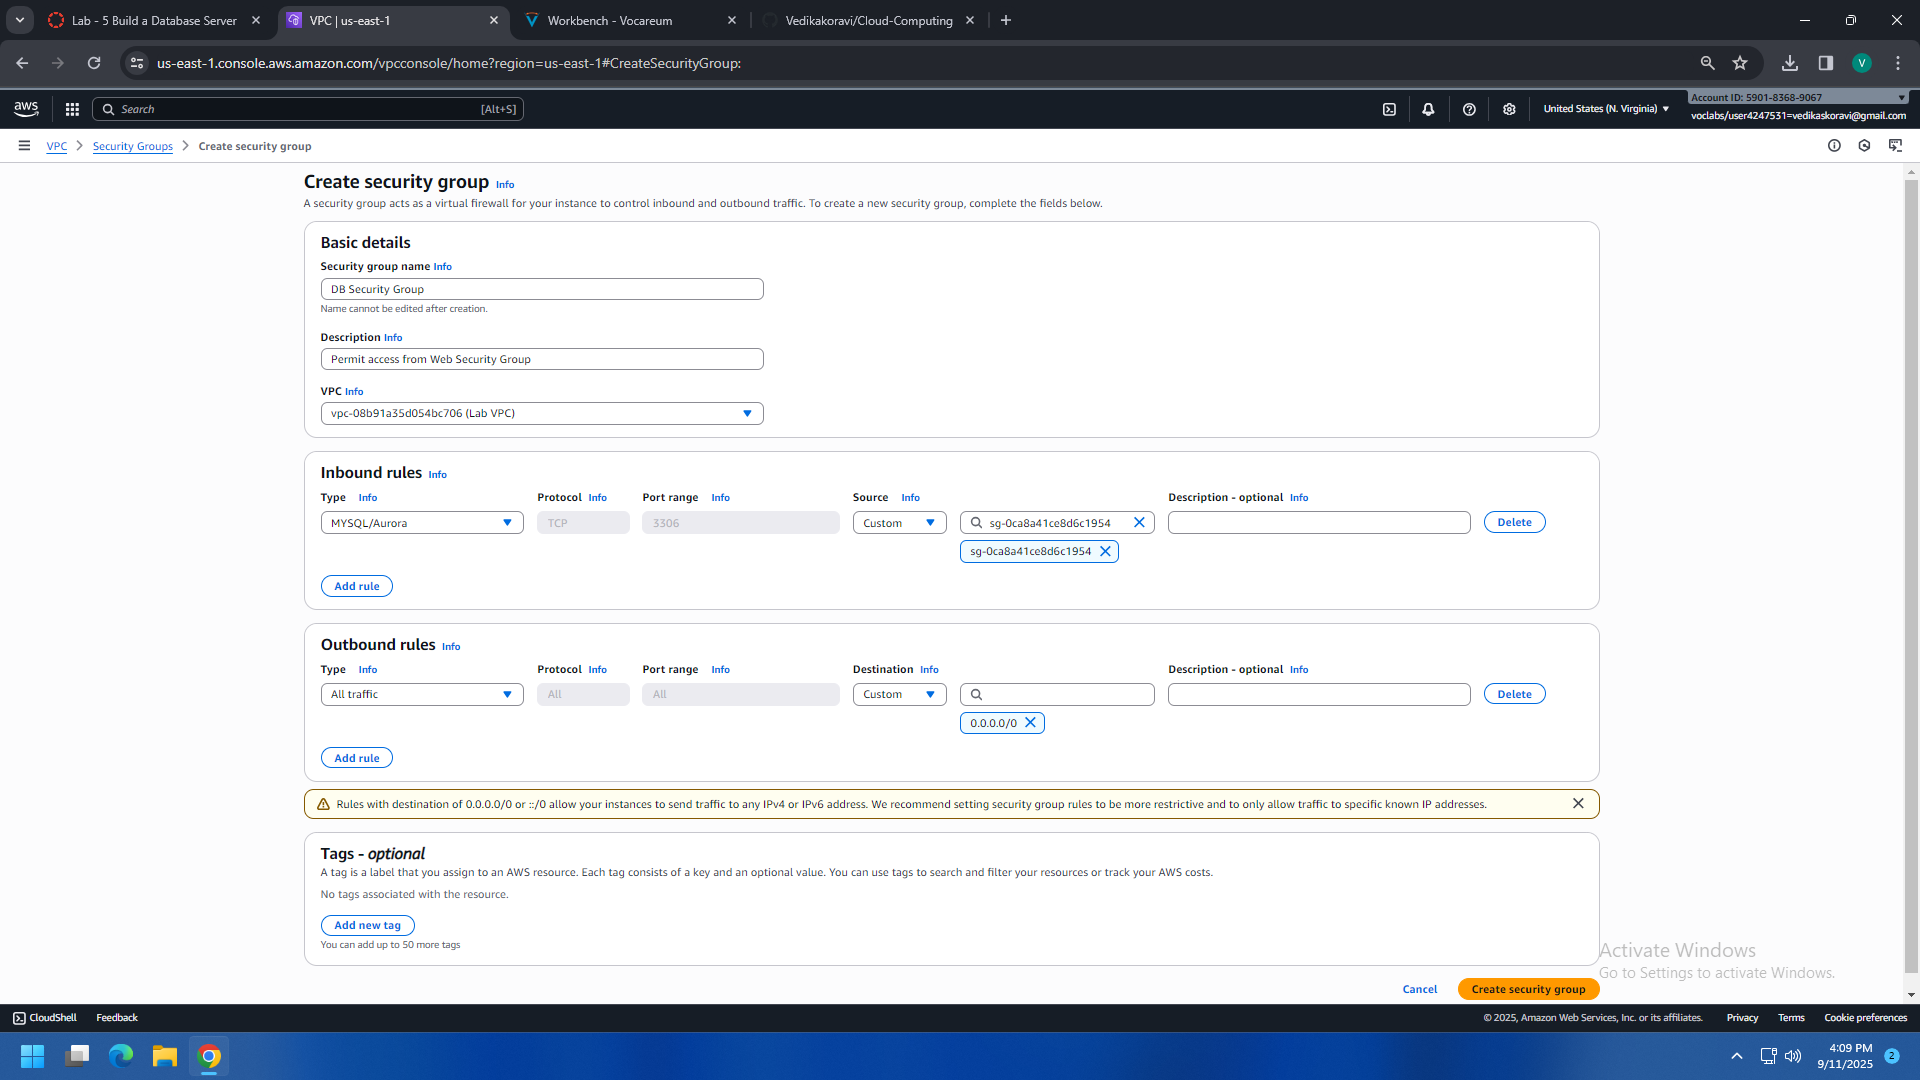 Lab - 5 Build a Database Server
VPC | us-east-1
Workbench - Vocareum
Vedikakoravi/Cloud-Computing
us-east-1.console.aws.amazon.com/vpcconsole/home?region=us-east-1#CreateSecurityGroup:
V
aws
Search
[Alt+S]
United States (N. Virginia)
Account ID: 5901-8368-9067
voclabs/user4247531=vedikaskoravi@gmail.com
VPC
Security Groups
Create security group
Create security group Info
A security group acts as a virtual firewall for your instance to control inbound and outbound traffic. To create a new security group, complete the fields below.
Basic details
Security group name Info
DB Security Group
Name cannot be edited after creation.
Description Info
Permit access from Web Security Group
VPC Info
vpc-08b91a35d054bc706 (Lab VPC)
Inbound rules Info
Type Info Protocol Info Port range Info Source Info Description - optional Info
MYSQL/Aurora TCP 3306 Custom sg-0ca8a41ce8d6c1954 Delete
sg-0ca8a41ce8d6c1954
Add rule
Outbound rules Info
Type Info Protocol Info Port range Info Destination Info Description - optional Info
All traffic All All Custom Delete
0.0.0.0/0
Add rule
Rules with destination of 0.0.0.0/0 or ::/0 allow your instances to send traffic to any IPv4 or IPv6 address. We recommend setting security group rules to be more restrictive and to only allow traffic to specific known IP addresses.
Tags - optional
A tag is a label that you assign to an AWS resource. Each tag consists of a key and an optional value. You can use tags to search and filter your resources or track your AWS costs.
No tags associated with the resource.
Add new tag
You can add up to 50 more tags
Activate Windows
Go to Settings to activate Windows.
Cancel
Create security group
CloudShell Feedback
© 2025, Amazon Web Services, Inc. or its affiliates. Privacy Terms Cookie preferences
4:09 PM
9/11/2025
2